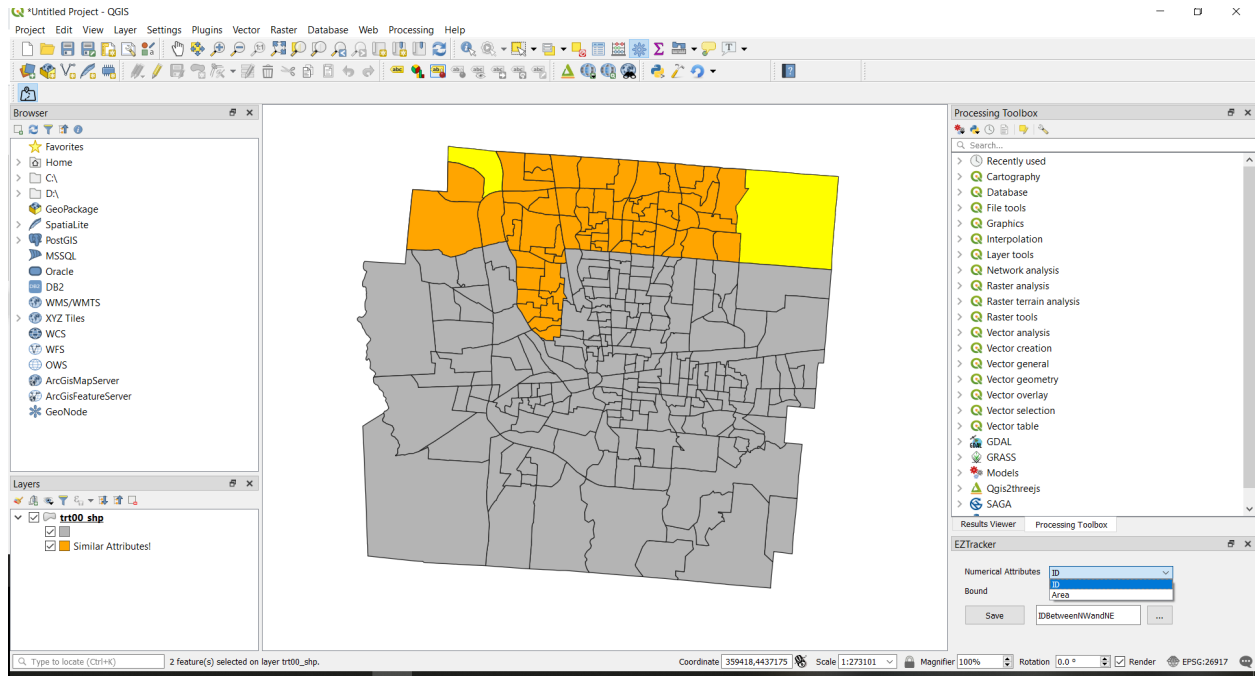 *Untitled Project - QGIS
Project Edit View Layer Settings Plugins Vector Raster Database Web Processing Help
Browser
Favorites
Home
C:\
D:\
GeoPackage
SpatiaLite
PostGIS
MSSQL
Oracle
DB2
WMS/WMTS
XYZ Tiles
WCS
WFS
OWS
ArcGisMapServer
ArcGisFeatureServer
GeoNode
Layers
trt00_shp
Similar Attributes!
Processing Toolbox
Search...
Recently used
Cartography
Database
File tools
Graphics
Interpolation
Layer tools
Network analysis
Raster analysis
Raster terrain analysis
Raster tools
Vector analysis
Vector creation
Vector general
Vector geometry
Vector overlay
Vector selection
Vector table
GDAL
GRASS
Models
Qgis2threejs
SAGA
Results Viewer Processing Toolbox
EZTracker
Numerical Attributes ID
ID
Bound Area
Save IDBetweenNWandNE ...
Type to locate (Ctrl+K) 2 feature(s) selected on layer trt00_shp. Coordinate 359418,4437175 Scale 1:273101 Magnifier 100% Rotation 0.0 ° Render EPSG:26917